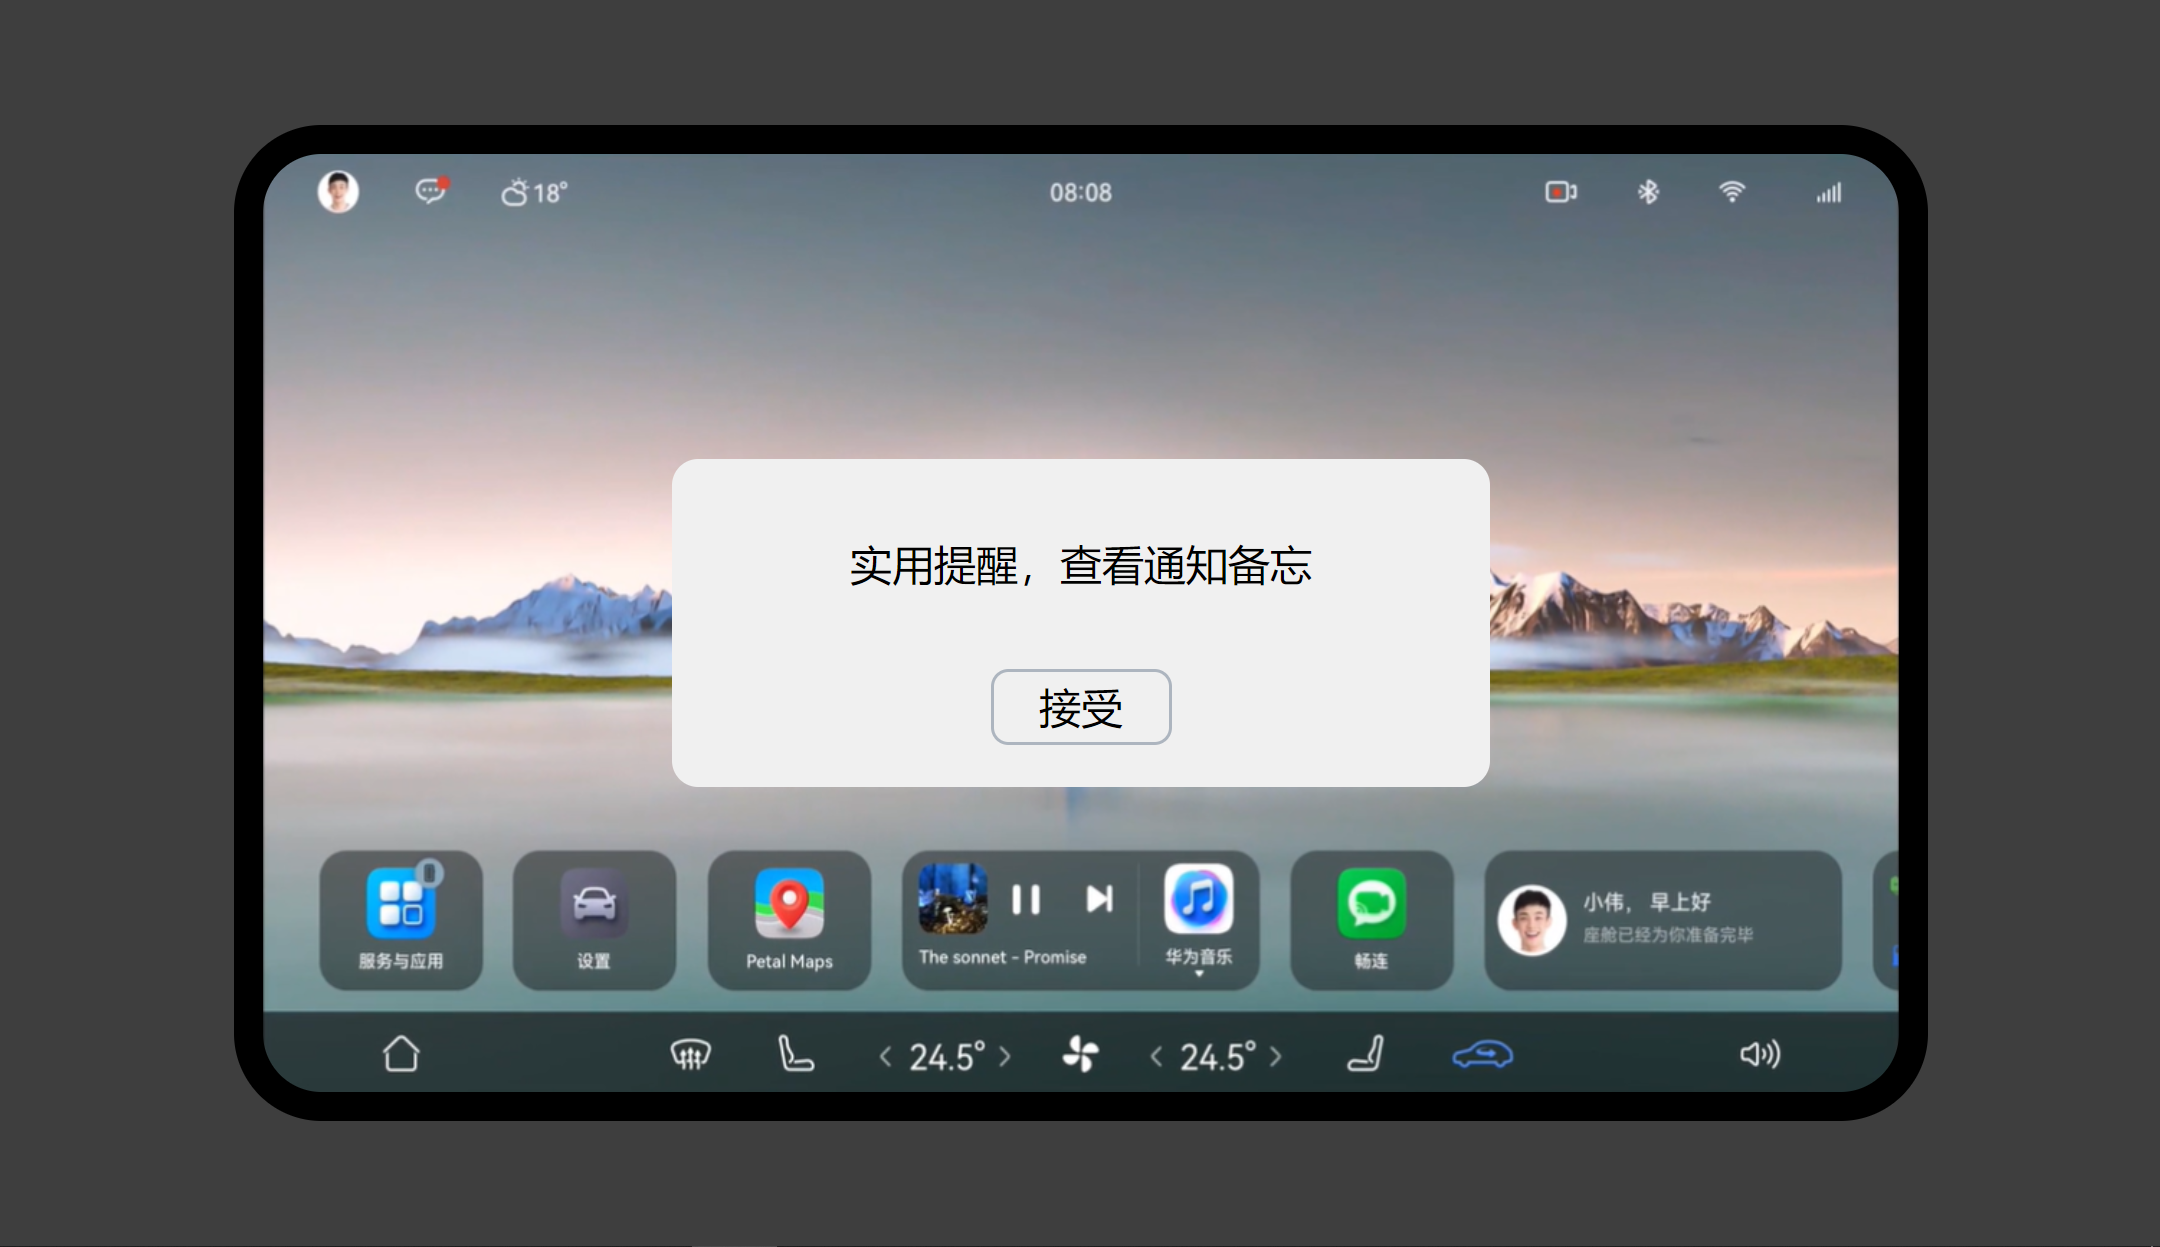 18°
08:08
实用提醒，查看通知备忘
接受
服务与应用
设置
Petal Maps
The sonnet - Promise
华为音乐
畅连
小伟，早上好
座舱已经为你准备完毕
24.5°
24.5°